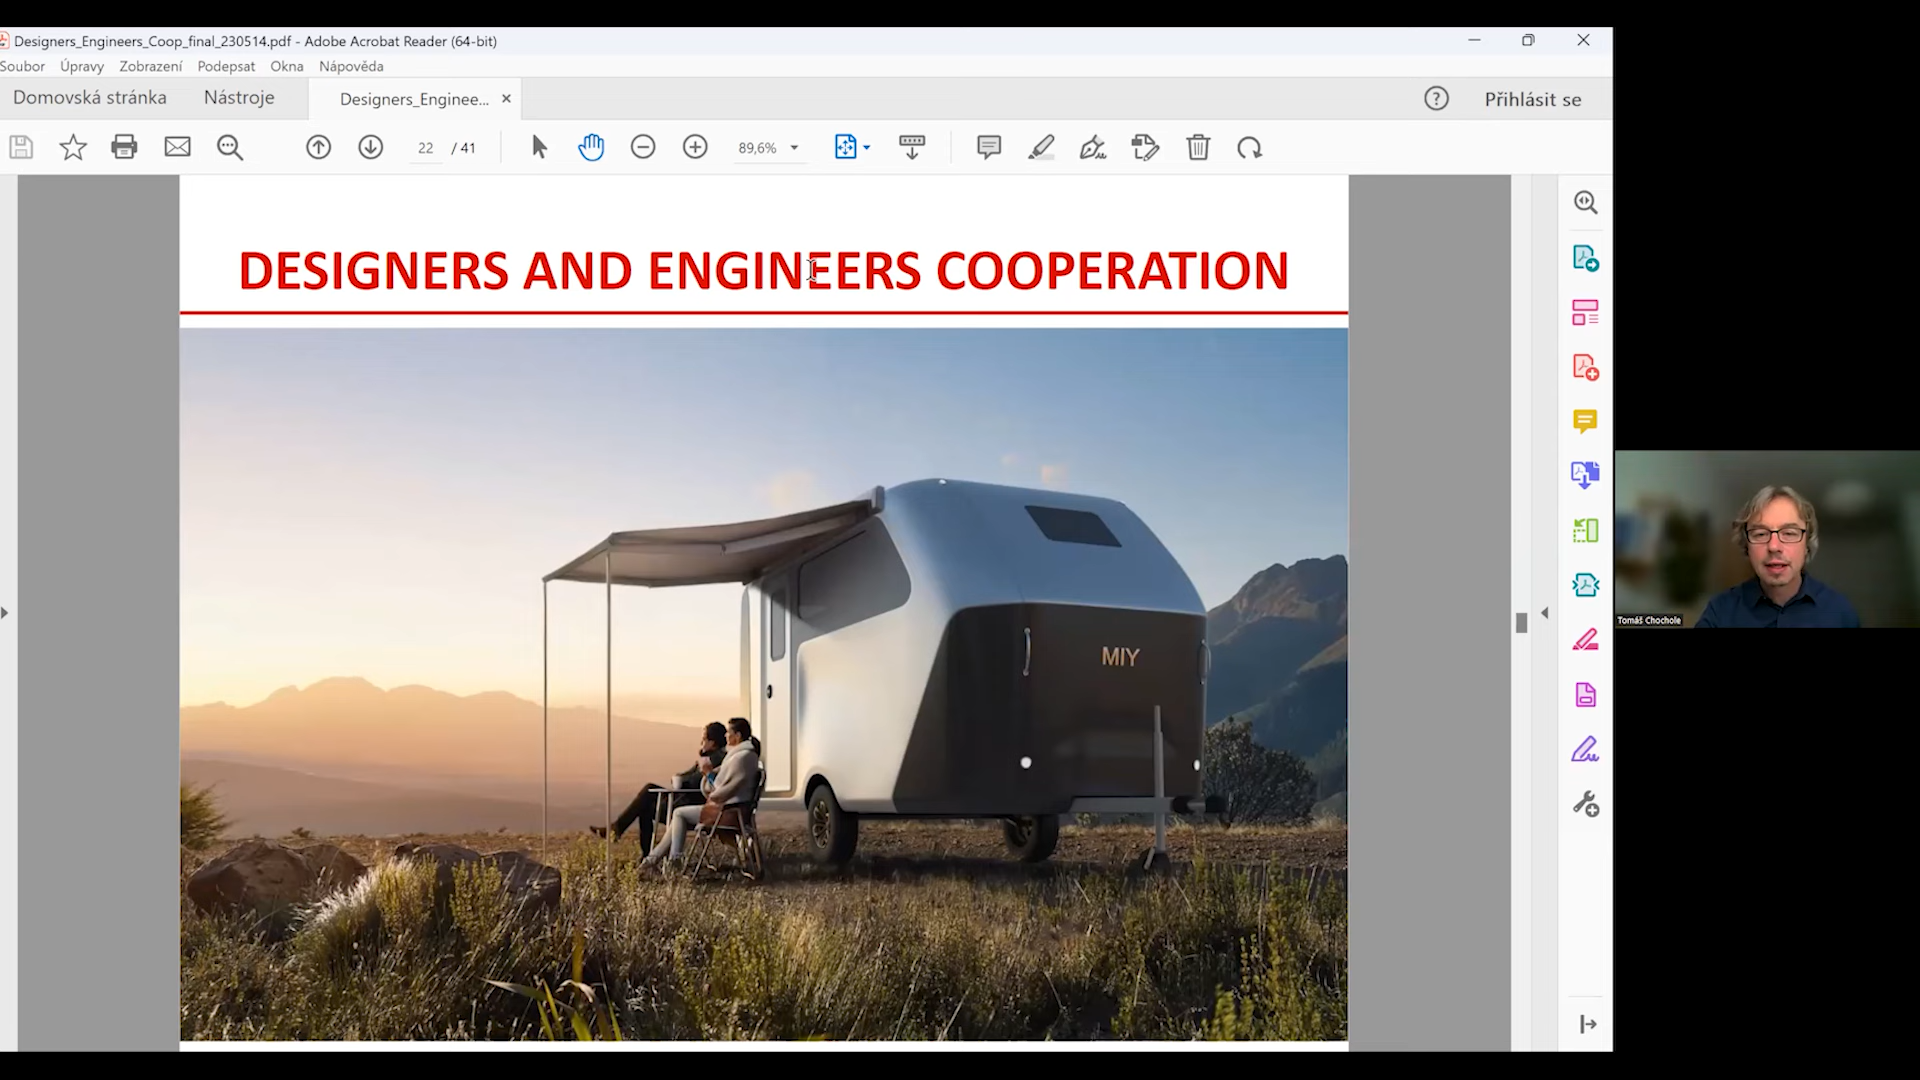 Designers_Engineers_Coop_final_230514.pdf - Adobe Acrobat Reader (64-bit)
Soubor Úpravy Zobrazení Podepsat Okna Nápověda
Domovská stránka Nástroje Designers_Enginee... Přihlásit se
22 / 41 89,6%
DESIGNERS AND ENGINEERS COOPERATION
MIY
Tomáš Chochole